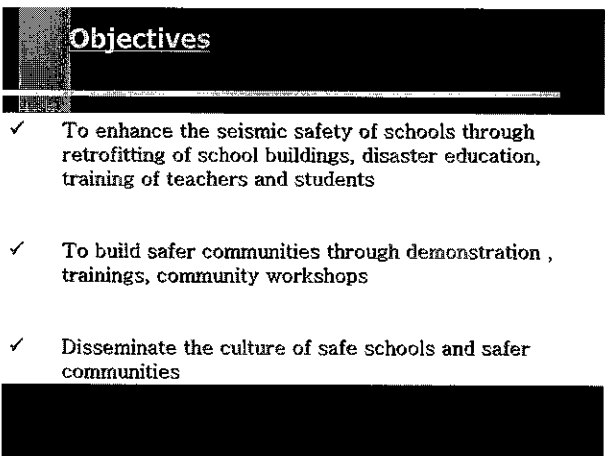 Objectives
✓ To enhance the seismic safety of schools through
retrofitting of school buildings, disaster education,
training of teachers and students
✓ To build safer communities through demonstration ,
trainings, community workshops
✓ Disseminate the culture of safe schools and safer
communities